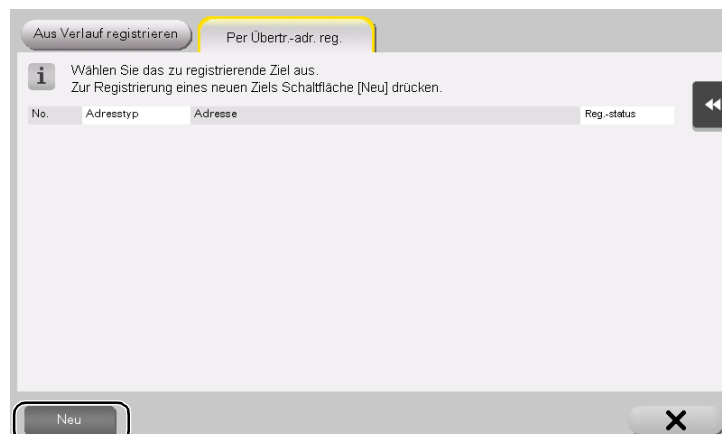 Aus Verlauf registrieren
Per Übertr.-adr. reg.
i
Wählen Sie das zu registrierende Ziel aus.
Zur Registrierung eines neuen Ziels Schaltfläche [Neu] drücken.
No. Adresstyp Adresse Reg.-status
Neu